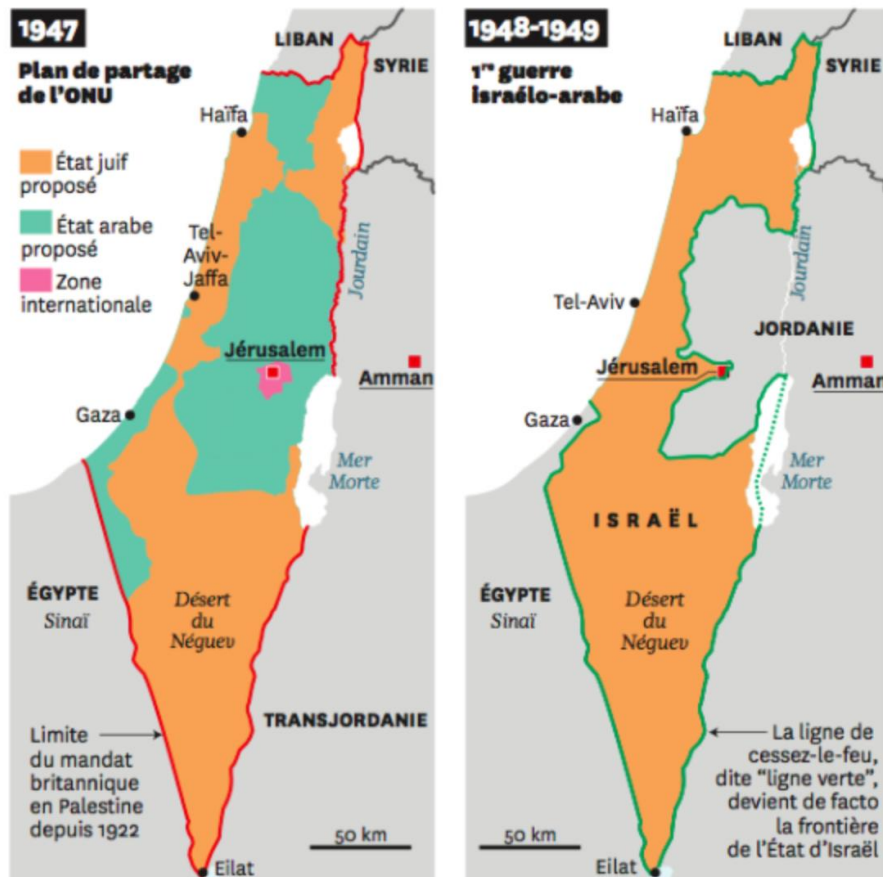 1947
Plan de partage
de l’ONU
État juif
proposé
État arabe
proposé
Zone
internationale
LIBAN
SYRIE
Haïfa
Tel-
Aviv-
Jaffa
Jourdain
Jérusalem
Amman
Gaza
Mer
Morte
ÉGYPTE
Sinaï
Désert
du
Néguev
TRANSJORDANIE
Limite
du mandat
britannique
en Palestine
depuis 1922
50 km
Eilat
1948-1949
1re guerre
israélo-arabe
LIBAN
SYRIE
Haïfa
Jourdain
Tel-Aviv
JORDANIE
Jérusalem
Amman
Gaza
Mer
Morte
ISRAËL
ÉGYPTE
Sinaï
Désert
du
Néguev
La ligne de
cessez-le-feu,
dite “ligne verte”,
devient de facto
la frontière
de l’État d’Israël
50 km
Eilat